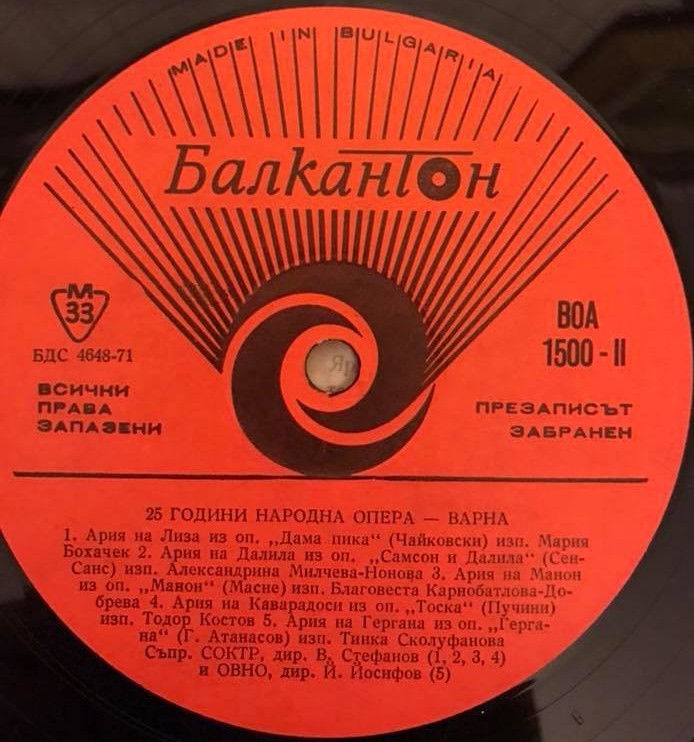 MADE IN BULGARIA
Балкантон
М
33
БДС 4648-71
ВСИЧНИ
ПРАВА
ЗАПАЗЕНИ
ВОА
1500 - II
ПРЕЗАПИСЪТ
ЗАБРАНЕН
25 ГОДИНИ НАРОДНА ОПЕРА — ВАРНА
1. Ария на Лиза из оп. „Дама пика“ (Чайковски) изп. Мария
Бохачек 2. Ария на Далила из оп. „Самсон и Далила“ (Сен-
Санс) изп. Александрина Милчева-Нонова 3. Ария на Манон
из оп. „Манон“ (Масне) изп. Благовеста Карнобатлова-До-
брева 4. Ария на Каварадоси из оп. „Тоска“ (Пучини)
изп. Тодор Костов 5. Ария на Гергана из оп. „Герга-
на“ (Г. Атанасов) изп. Тинка Сколуфанова
Съпр. СОКТР, дир. В. Стефанов (1, 2, 3, 4)
и ОВНО, дир. Й. Йосифов (5)